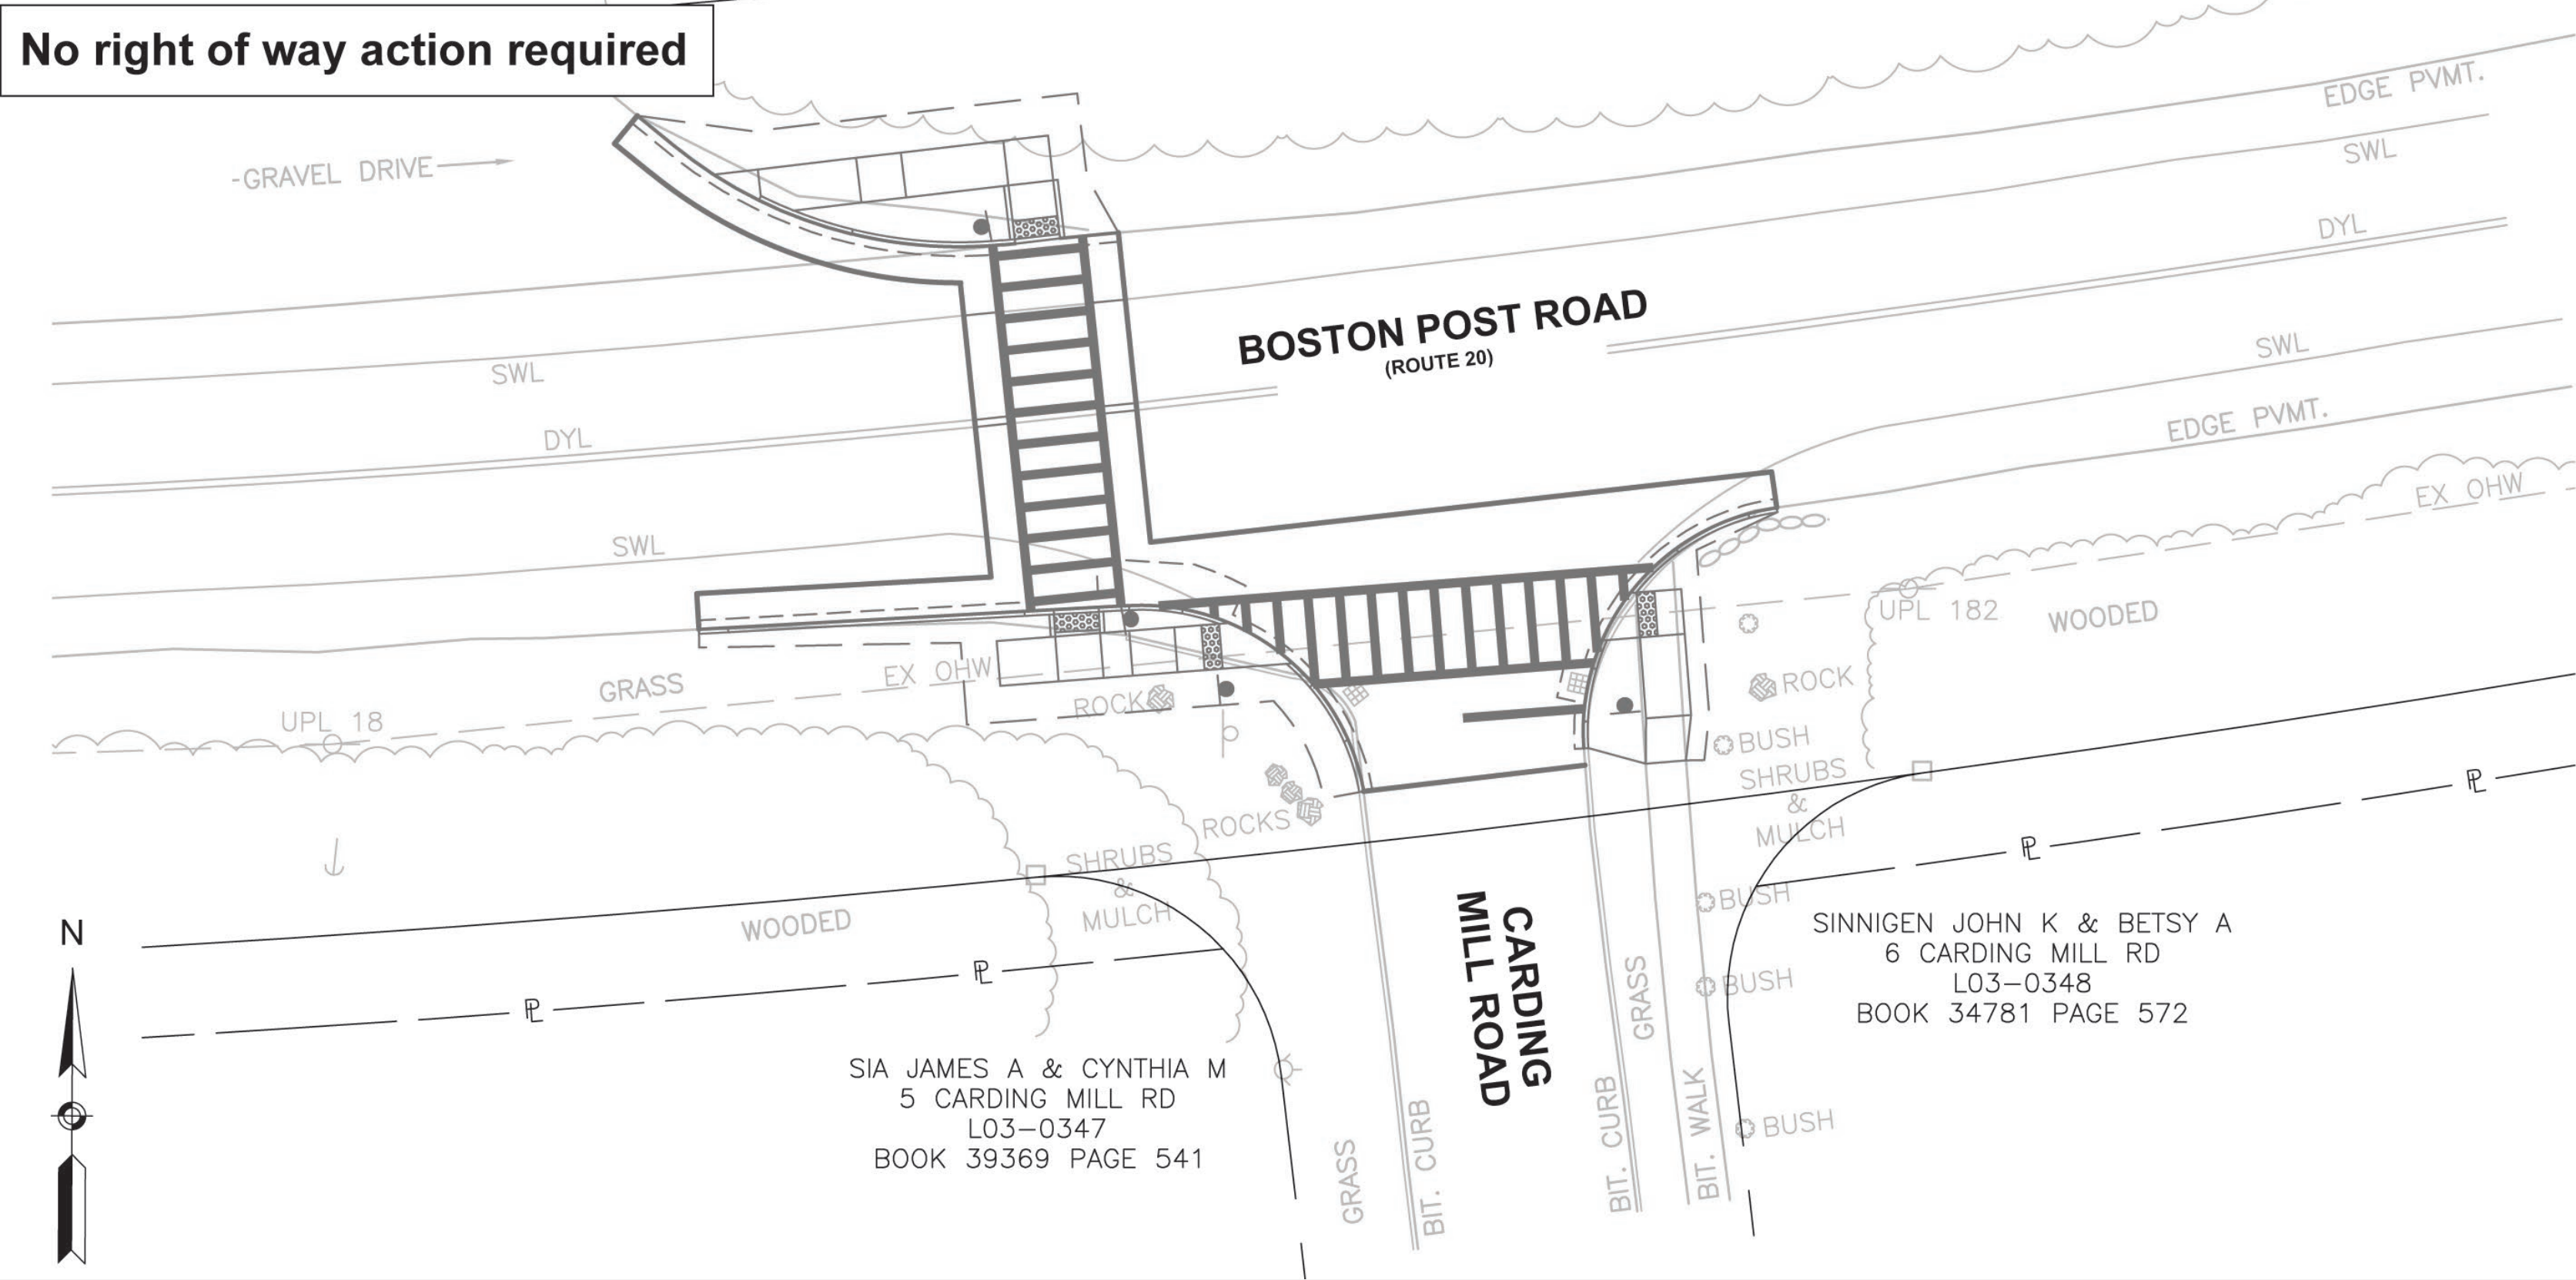 No right of way action required
-GRAVEL DRIVE
EDGE PVMT.
SWL
DYL
BOSTON POST ROAD
(ROUTE 20)
SWL
SWL
DYL
EDGE PVMT.
EX OHW
SWL
UPL 182
WOODED
EX OHW
GRASS
ROCK
ROCK
UPL 18
BUSH
SHRUBS
&
MULCH
ROCKS
SHRUBS
&
MULCH
WOODED
PL
PL
BUSH
N
CARDING
MILL ROAD
SINNIGEN JOHN K & BETSY A
6 CARDING MILL RD
L03-0348
BOOK 34781 PAGE 572
PL
PL
GRASS
BUSH
SIA JAMES A & CYNTHIA M
5 CARDING MILL RD
L03-0347
BOOK 39369 PAGE 541
BIT. CURB
BIT. WALK
BUSH
GRASS
BIT. CURB